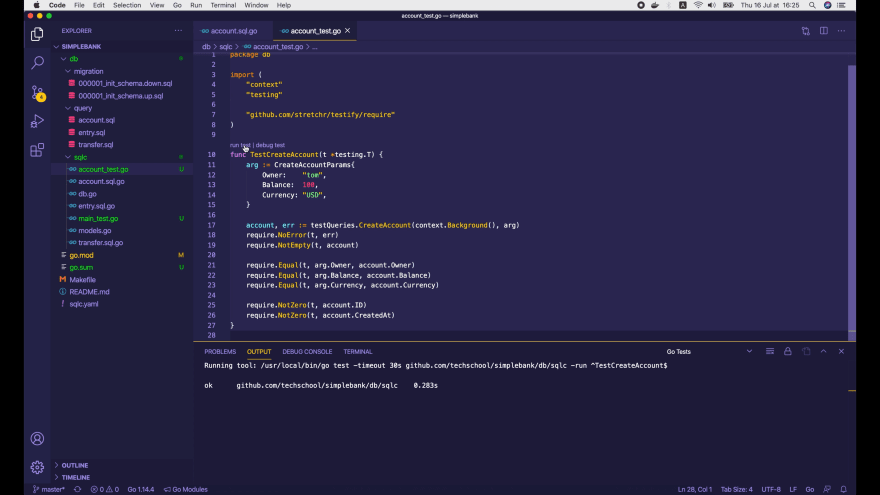 Code File Edit Selection View Go Run Terminal Window Help A 98% Thu 16 Jul at 16:25
account_test.go — simplebank
EXPLORER
account.sql.go
account_test.go
SIMPLEBANK
db > sqlc > account_test.go > ...
db
migration
000001_init_schema.down.sql
000001_init_schema.up.sql
query
account.sql
entry.sql
transfer.sql
sqlc
account_test.go U
account.sql.go
db.go
entry.sql.go
main_test.go U
models.go
transfer.sql.go
go.mod M
go.sum U
Makefile
README.md
sqlc.yaml
OUTLINE
TIMELINE
4
1 package db
2
3 import (
4 "context"
5 "testing"
6
7 "github.com/stretchr/testify/require"
8 )
9
run test | debug test
10 func TestCreateAccount(t *testing.T) {
11 arg := CreateAccountParams{
12 Owner: "tom",
13 Balance: 100,
14 Currency: "USD",
15 }
16
17 account, err := testQueries.CreateAccount(context.Background(), arg)
18 require.NoError(t, err)
19 require.NotEmpty(t, account)
20
21 require.Equal(t, arg.Owner, account.Owner)
22 require.Equal(t, arg.Balance, account.Balance)
23 require.Equal(t, arg.Currency, account.Currency)
24
25 require.NotZero(t, account.ID)
26 require.NotZero(t, account.CreatedAt)
27 }
28
PROBLEMS OUTPUT DEBUG CONSOLE TERMINAL Go Tests
Running tool: /usr/local/bin/go test -timeout 30s github.com/techschool/simplebank/db/sqlc -run ^TestCreateAccount$
ok github.com/techschool/simplebank/db/sqlc 0.283s
master* 0 0 Go 1.14.4 Go Modules Ln 28, Col 1 Tab Size: 4 UTF-8 LF Go